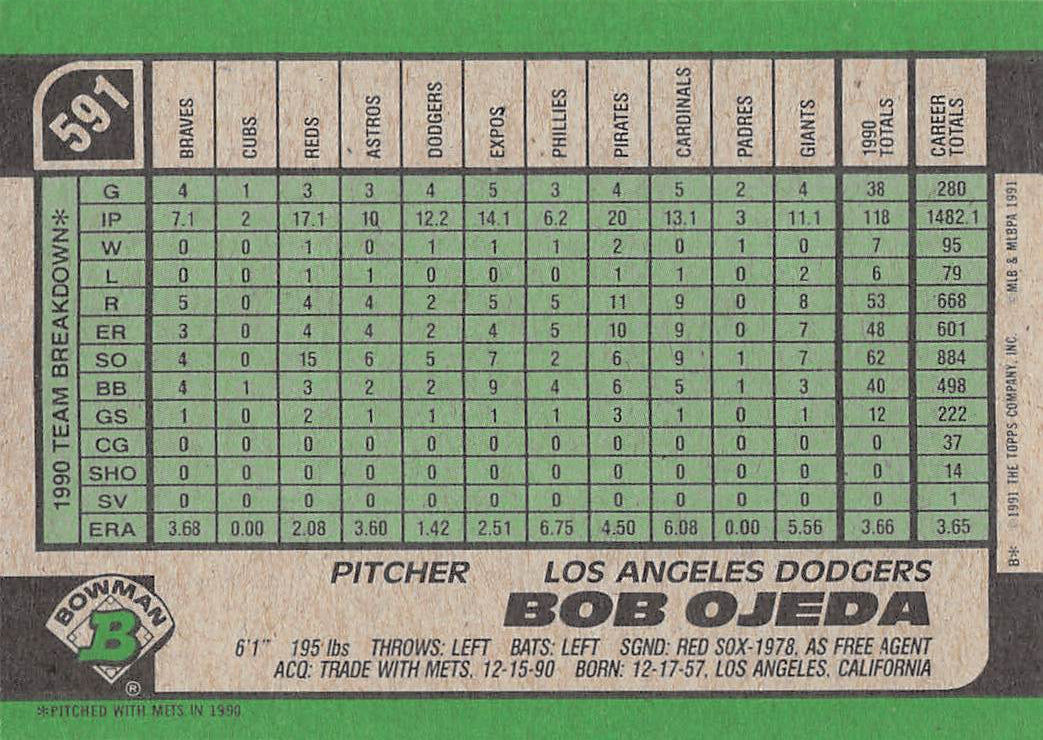 591
BRAVES CUBS REDS ASTROS DODGERS EXPOS PHILLIES PIRATES CARDINALS PADRES GIANTS 1990 TOTALS CAREER TOTALS
1990 TEAM BREAKDOWN*
G 4 1 3 3 4 5 3 4 5 2 4 38 280
IP 7.1 2 17.1 10 12.2 14.1 6.2 20 13.1 3 11.1 118 1482.1
W 0 0 1 0 1 1 1 2 0 1 0 7 95
L 0 0 1 1 0 0 0 1 1 0 2 6 79
R 5 0 4 4 2 5 5 11 9 0 8 53 668
ER 3 0 4 4 2 4 5 10 9 0 7 48 601
SO 4 0 15 6 5 7 2 6 9 1 7 62 884
BB 4 1 3 2 2 9 4 6 5 1 3 40 498
GS 1 0 2 1 1 1 1 3 1 0 1 12 222
CG 0 0 0 0 0 0 0 0 0 0 0 0 37
SHO 0 0 0 0 0 0 0 0 0 0 0 0 14
SV 0 0 0 0 0 0 0 0 0 0 0 0 1
ERA 3.68 0.00 2.08 3.60 1.42 2.51 6.75 4.50 6.08 0.00 5.56 3.66 3.65
B* ©1991 THE TOPPS COMPANY, INC. ©MLB & MLBPA 1991
PITCHER LOS ANGELES DODGERS
BOB OJEDA
BOWMAN
B
®
6'1" 195 lbs THROWS: LEFT BATS: LEFT SGND: RED SOX-1978, AS FREE AGENT
ACQ: TRADE WITH METS, 12-15-90 BORN: 12-17-57, LOS ANGELES, CALIFORNIA
*PITCHED WITH METS IN 1990